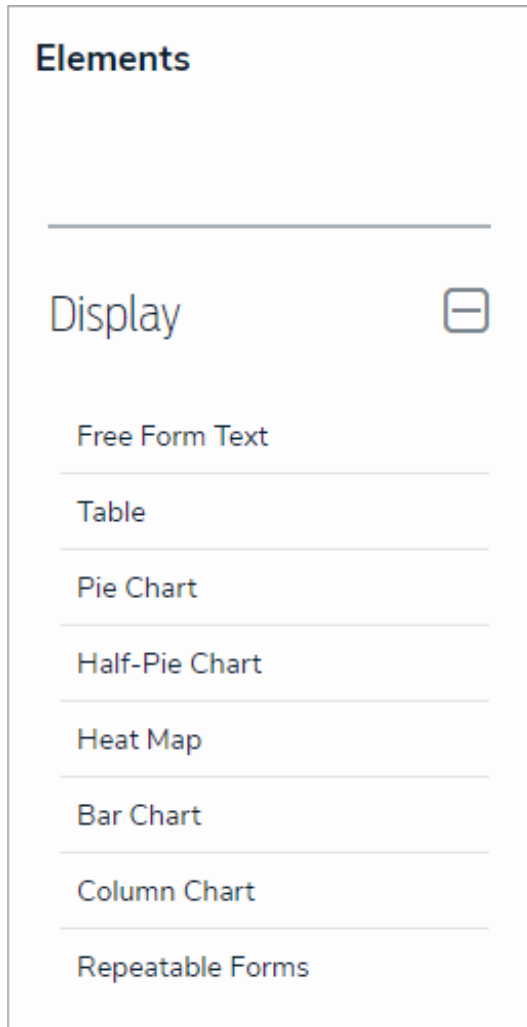 Elements
Display
Free Form Text
Table
Pie Chart
Half-Pie Chart
Heat Map
Bar Chart
Column Chart
Repeatable Forms